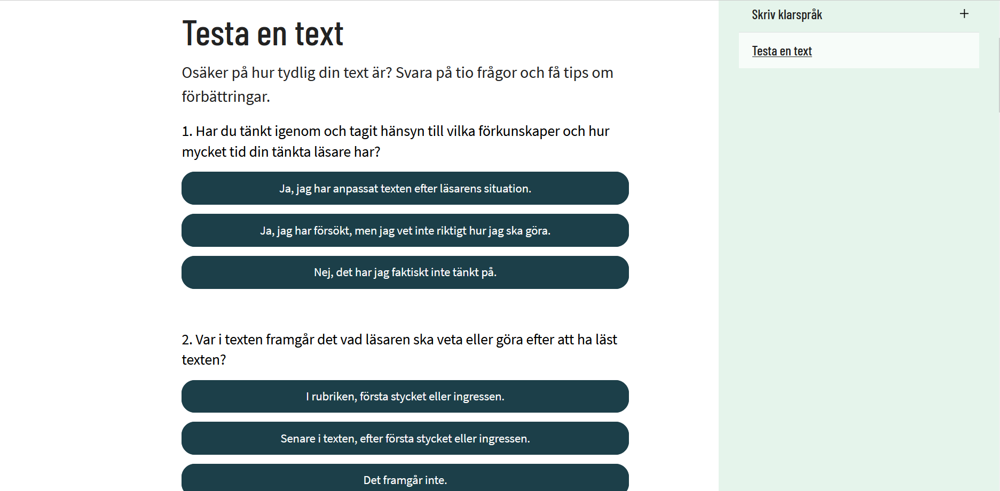 Testa en text
Osäker på hur tydlig din text är? Svara på tio frågor och få tips om
förbättringar.
1. Har du tänkt igenom och tagit hänsyn till vilka förkunskaper och hur
mycket tid din tänkta läsare har?
Ja, jag har anpassat texten efter läsarens situation.
Ja, jag har försökt, men jag vet inte riktigt hur jag ska göra.
Nej, det har jag faktiskt inte tänkt på.
2. Var i texten framgår det vad läsaren ska veta eller göra efter att ha läst
texten?
I rubriken, första stycket eller ingressen.
Senare i texten, efter första stycket eller ingressen.
Det framgår inte.
Skriv klarspråk
Testa en text